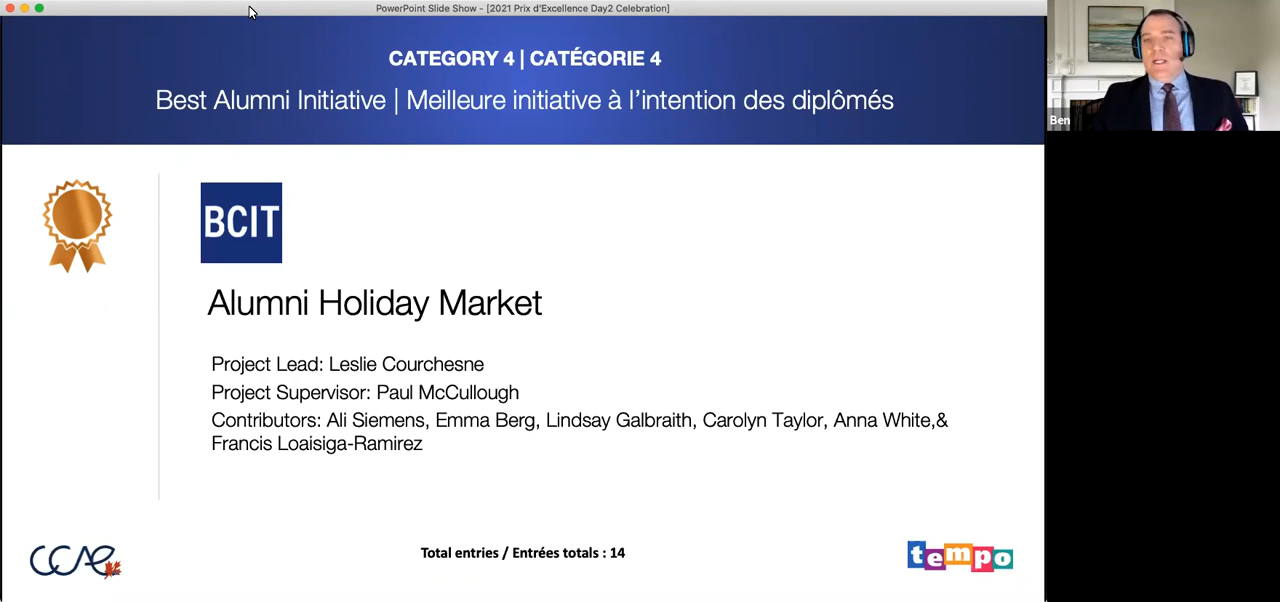 PowerPoint Slide Show - [2021 Prix d'Excellence Day2 Celebration]
CATEGORY 4 | CATÉGORIE 4
Best Alumni Initiative | Meilleure initiative à l’intention des diplômés
Ben
BCIT
Alumni Holiday Market
Project Lead: Leslie Courchesne
Project Supervisor: Paul McCullough
Contributors: Ali Siemens, Emma Berg, Lindsay Galbraith, Carolyn Taylor, Anna White,&
Francis Loaisiga-Ramirez
CCAE
Total entries / Entrées totals : 14
tempo